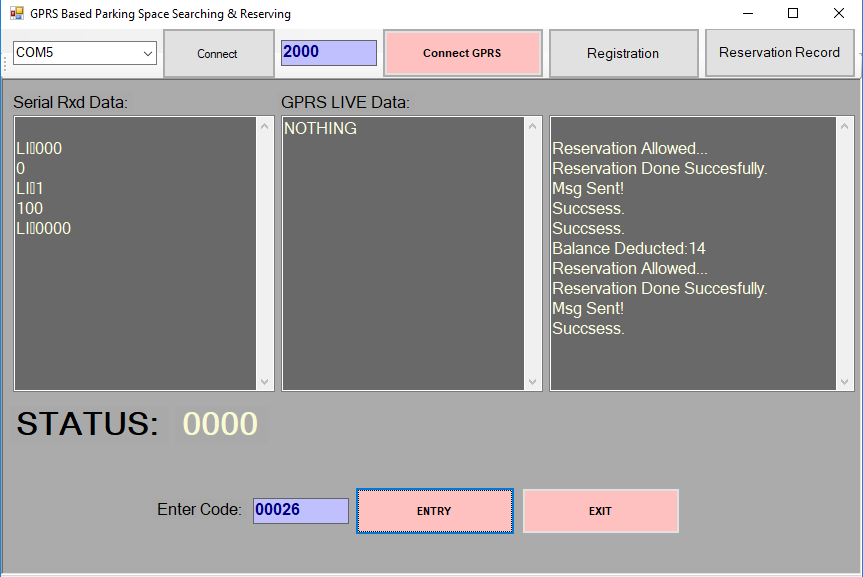 GPRS Based Parking Space Searching & Reserving
COM5
Connect
2000
Connect GPRS
Registration
Reservation Record
Serial Rxd Data:
GPRS LIVE Data:
LI▯000
0
LI▯1
100
LI▯0000
NOTHING
Reservation Allowed...
Reservation Done Succesfully.
Msg Sent!
Succsess.
Succsess.
Balance Deducted:14
Reservation Allowed...
Reservation Done Succesfully.
Msg Sent!
Succsess.
STATUS: 0000
Enter Code: 00026 ENTRY EXIT